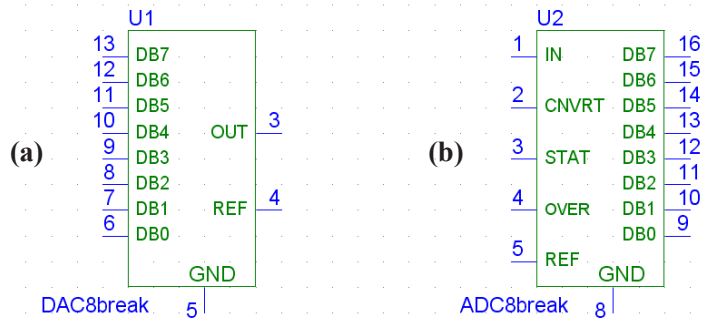 (a)
U1
13 DB7
12 DB6
11 DB5
10 DB4
9 DB3
8 DB2
7 DB1
6 DB0
OUT 3
REF 4
GND
DAC8break 5
(b)
U2
1 IN
2 CNVRT
3 STAT
4 OVER
5 REF
DB7 16
DB6 15
DB5 14
DB4 13
DB3 12
DB2 11
DB1 10
DB0 9
GND
ADC8break 8